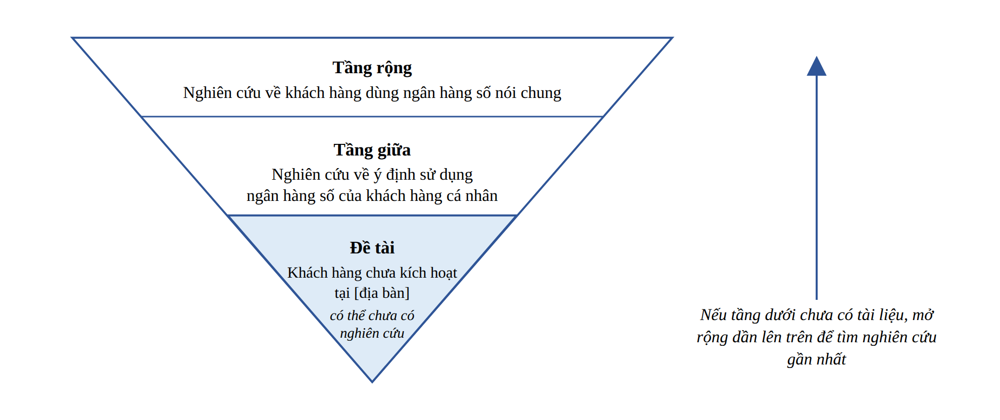 Tầng rộng
Nghiên cứu về khách hàng dùng ngân hàng số nói chung
Tầng giữa
Nghiên cứu về ý định sử dụng
ngân hàng số của khách hàng cá nhân
Đề tài
Khách hàng chưa kích hoạt
tại [địa bàn]
có thể chưa có
nghiên cứu
Nếu tầng dưới chưa có tài liệu, mở
rộng dần lên trên để tìm nghiên cứu
gần nhất